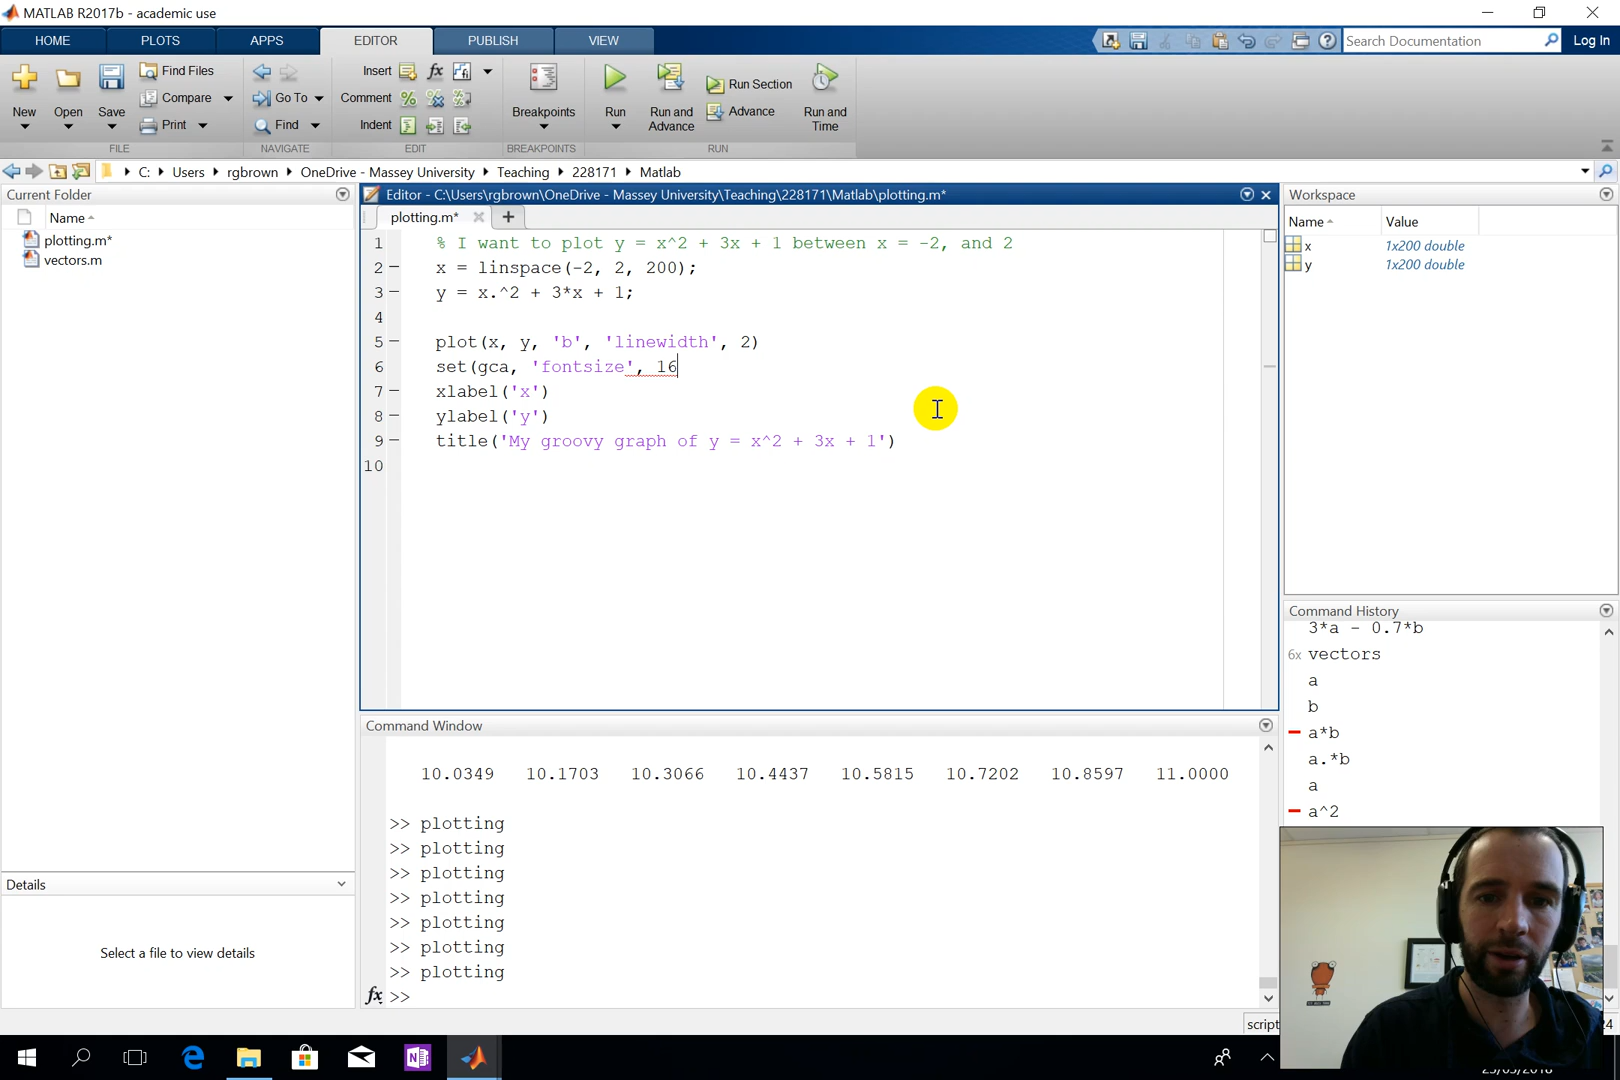 MATLAB R2017b - academic use
HOME PLOTS APPS EDITOR PUBLISH VIEW
Search Documentation Log In
New Open Save Find Files Compare Print
Insert fx Comment Indent
Go To Find
Breakpoints Run Run and Advance Run Section Advance Run and Time
FILE NAVIGATE EDIT BREAKPOINTS RUN
C: Users rgbrown OneDrive - Massey University Teaching 228171 Matlab
Current Folder
Name
plotting.m*
vectors.m
Details
Select a file to view details
Editor - C:\Users\rgbrown\OneDrive - Massey University\Teaching\228171\Matlab\plotting.m*
plotting.m*
1 % I want to plot y = x^2 + 3x + 1 between x = -2, and 2
2 x = linspace(-2, 2, 200);
3 y = x.^2 + 3*x + 1;
4
5 plot(x, y, 'b', 'linewidth', 2)
6 set(gca, 'fontsize', 16
7 xlabel('x')
8 ylabel('y')
9 title('My groovy graph of y = x^2 + 3x + 1')
10
Command Window
10.0349 10.1703 10.3066 10.4437 10.5815 10.7202 10.8597 11.0000
>> plotting
>> plotting
>> plotting
>> plotting
>> plotting
>> plotting
>> plotting
fx >>
Workspace
Name Value
x 1x200 double
y 1x200 double
Command History
3*a - 0.7*b
6x vectors
a
b
a*b
a.*b
a
a^2
script